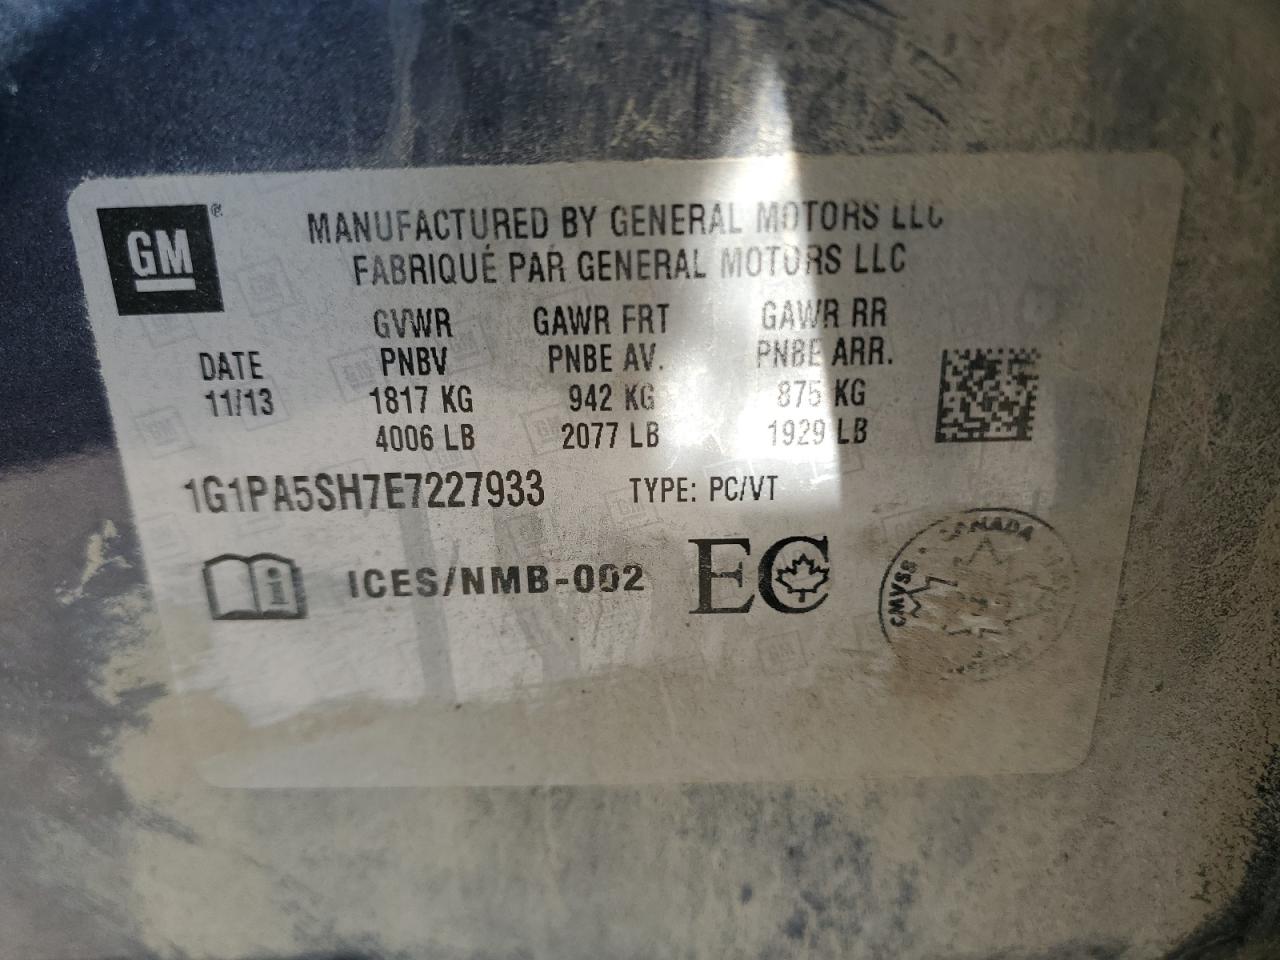 GM®
MANUFACTURED BY GENERAL MOTORS LLC
FABRIQUÉ PAR GENERAL MOTORS LLC
GVWR GAWR FRT GAWR RR
DATE PNBV PNBE AV. PNBE ARR.
11/13 1817 KG 942 KG 875 KG
4006 LB 2077 LB 1929 LB
1G1PA5SH7E7227933 TYPE: PC/VT
i ICES/NMB-002 EC
CMVSS CANADA